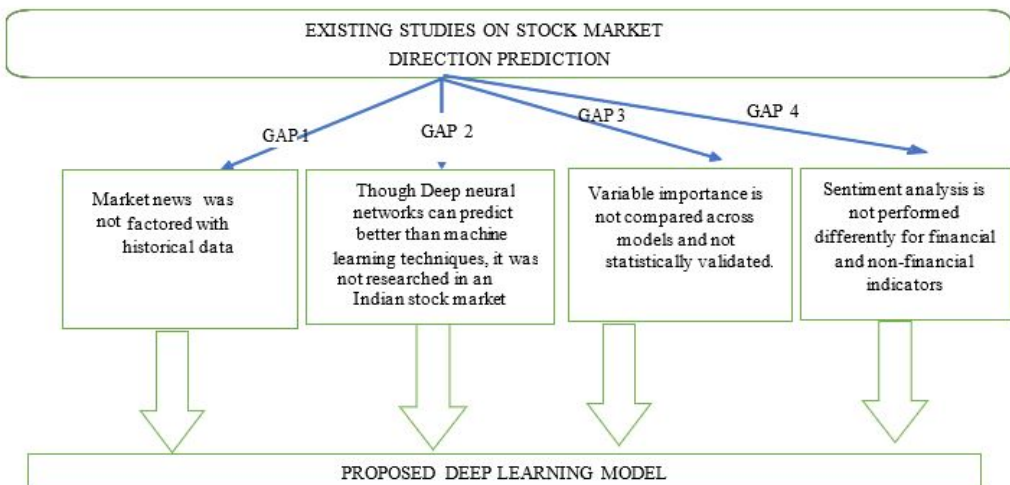 EXISTING STUDIES ON STOCK MARKET
DIRECTION PREDICTION
GAP 1
GAP 2
GAP 3
GAP 4
Market news was
not factored with
historical data
Though Deep neural
networks can predict
better than machine
learning techniques, it was
not researched in an
Indian stock market
Variable importance is
not compared across
models and not
statistically validated.
Sentiment analysis is
not performed
differently for financial
and non-financial
indicators
PROPOSED DEEP LEARNING MODEL